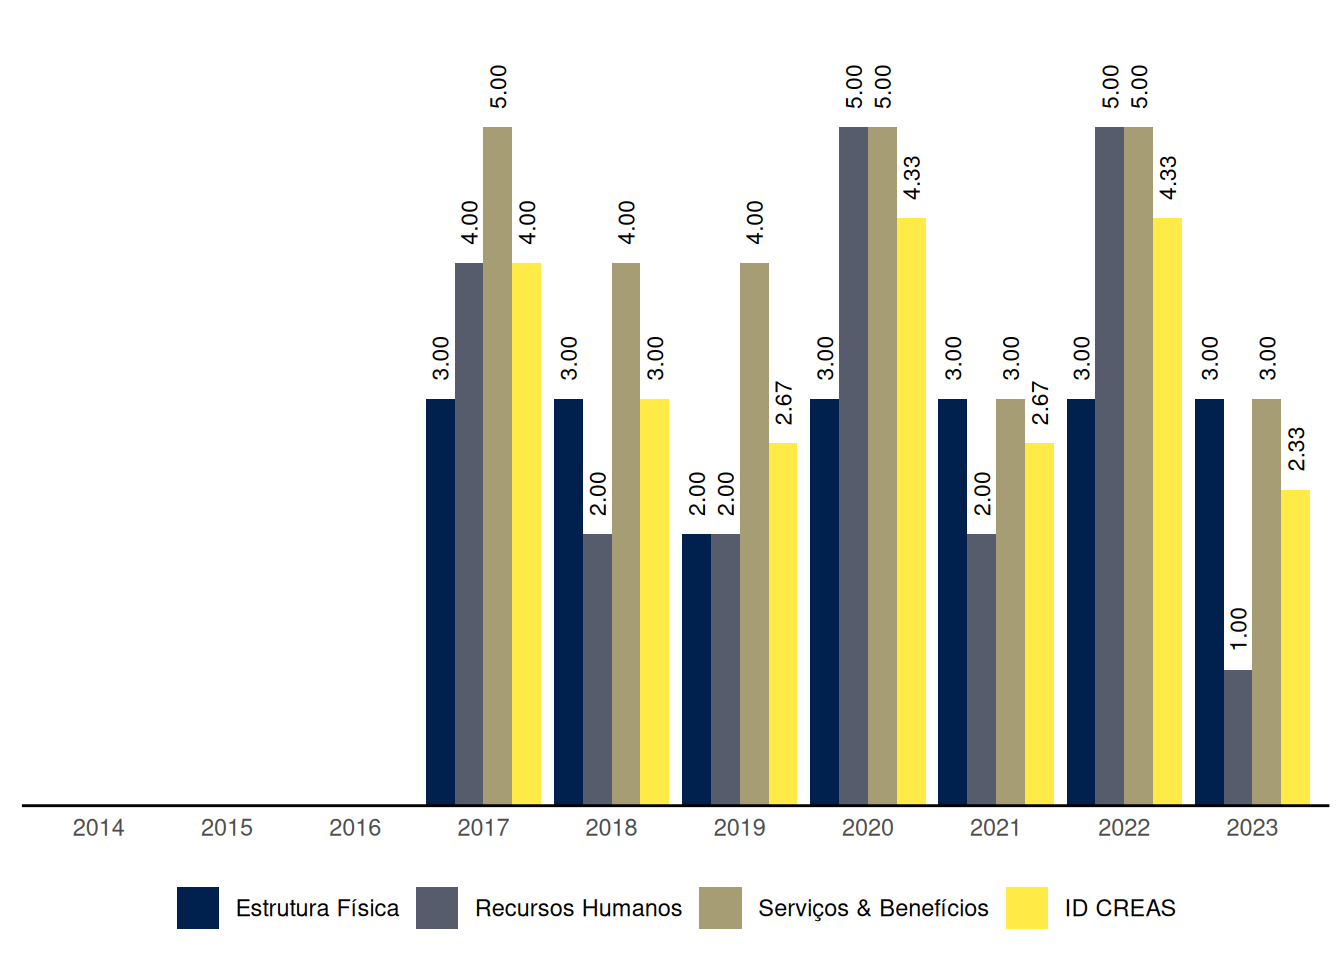 5.00 5.00 5.00 5.00 5.00
4.33 4.33
4.00 4.00 4.00 4.00
3.00 3.00 3.00 3.00 3.00 3.00 3.00 3.00 3.00
2.67 2.67
2.33
2.00 2.00 2.00 2.00
1.00
2014 2015 2016 2017 2018 2019 2020 2021 2022 2023
Estrutura Física Recursos Humanos Serviços & Benefícios ID CREAS